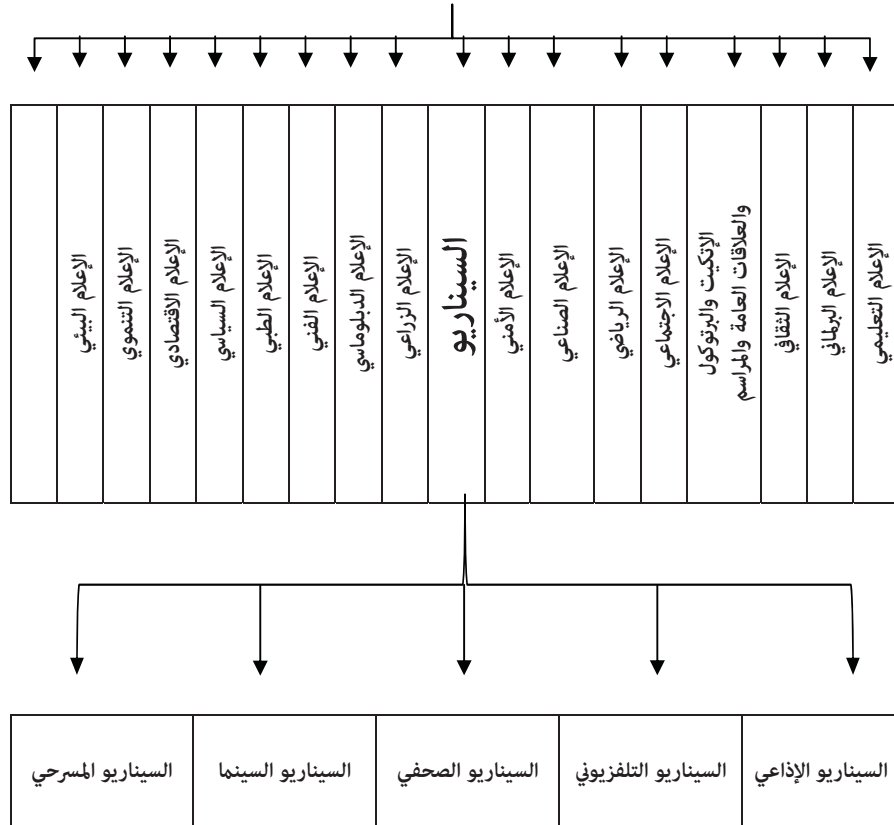 الإعلام التعليمي
الإعلام البرلماني
الإعلام الثقافي
الإتكيت والبرتوكول
والعلاقات العامة والمراسم
الإعلام الاجتماعي
الإعلام الرياضي
الإعلام الصناعي
الإعلام الأمني
السيناريو
الإعلام الزراعي
الإعلام الدبلوماسي
الإعلام الفني
الإعلام الطبي
الإعلام السياسي
الإعلام الاقتصادي
الإعلام التنموي
الإعلام البيئي
السيناريو الإذاعي
السيناريو التلفزيوني
السيناريو الصحفي
السيناريو السينما
السيناريو المسرحي